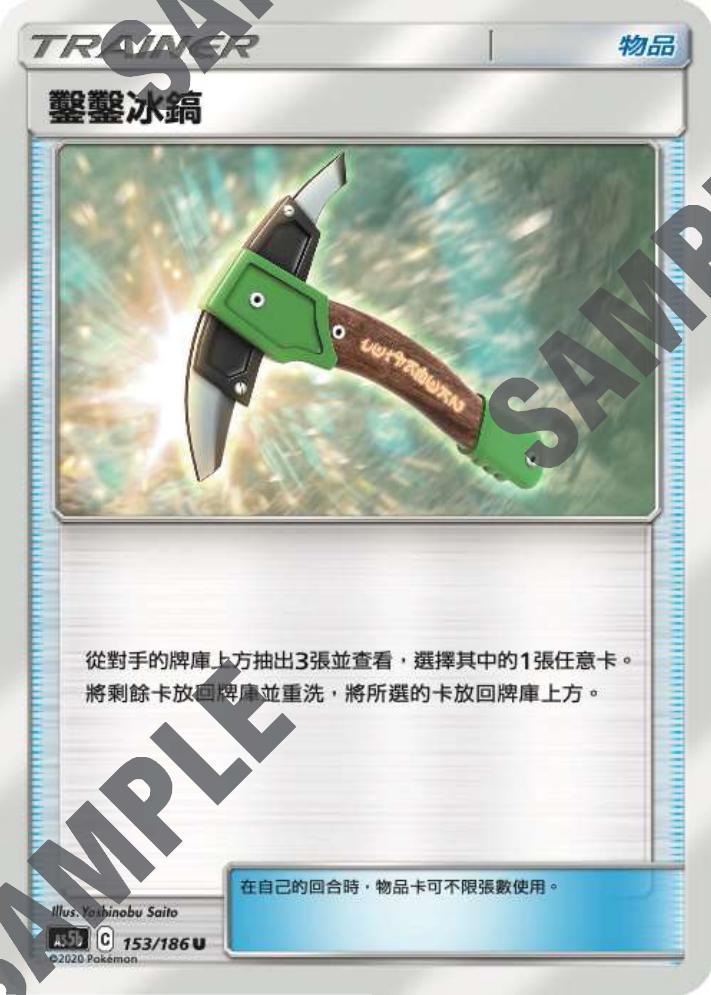 TRAINER
物品
鑿鑿冰鎬
從對手的牌庫上方抽出3張並查看，選擇其中的1張任意卡。
將剩餘卡放回牌庫並重洗，將所選的卡放回牌庫上方。
在自己的回合時，物品卡可不限張數使用。
Illus. Yoshinobu Saito
AS5b C 153/186 U
©2020 Pokémon
SAMPLE
SAMPLE
SAMPLE